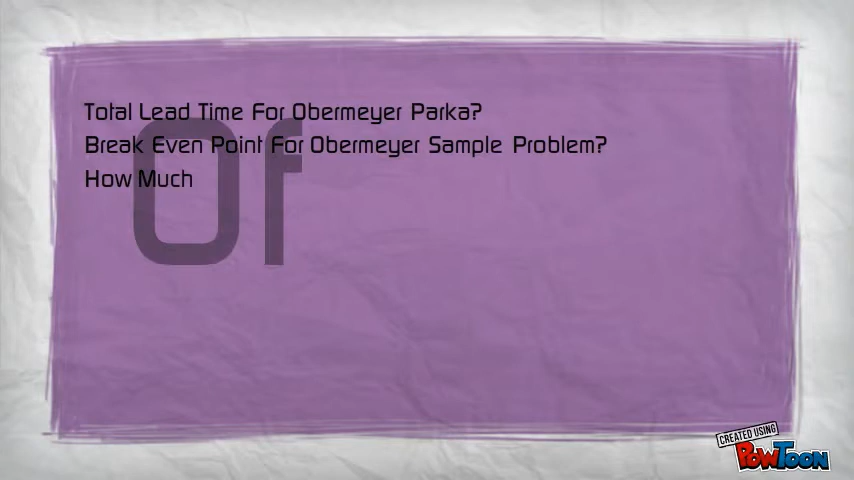 Total Lead Time For Obermeyer Parka?
Break Even Point For Obermeyer Sample Problem?
How Much
Of
CREATED USING
POWTOON